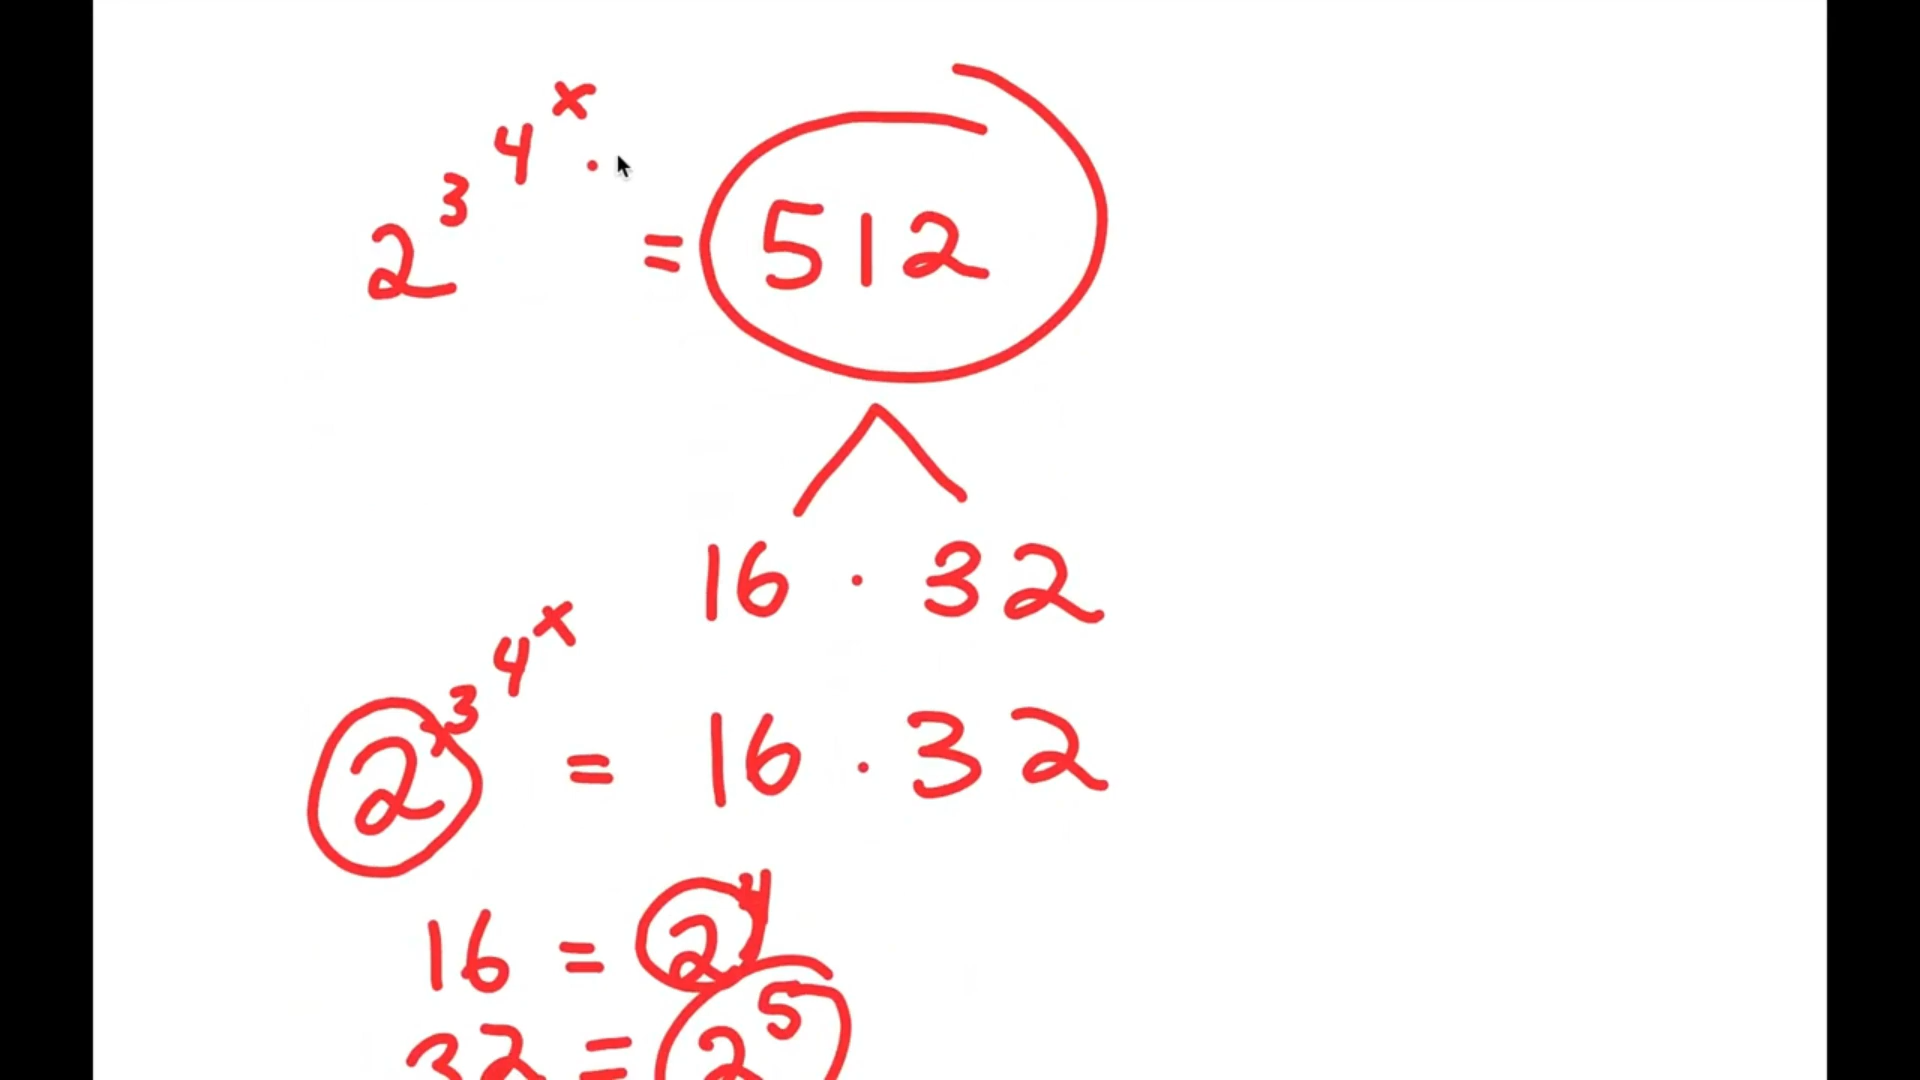 2^3^4^x · = 512
16 · 32
2^3^4^x = 16 · 32
16 = 2^4
32 = 2^5